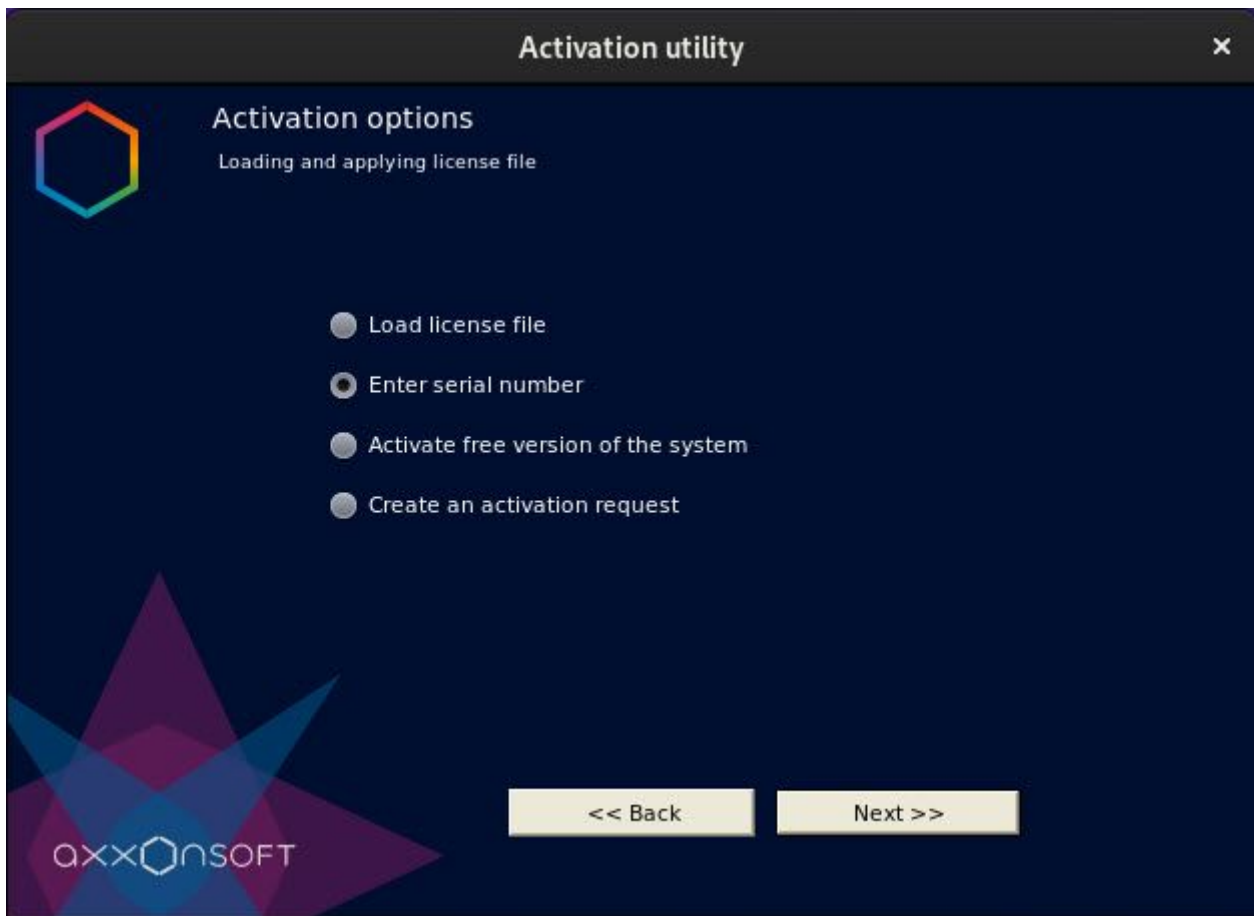 Activation utility
Activation options
Loading and applying license file
Load license file
Enter serial number
Activate free version of the system
Create an activation request
<< Back
Next >>
axxonsoft